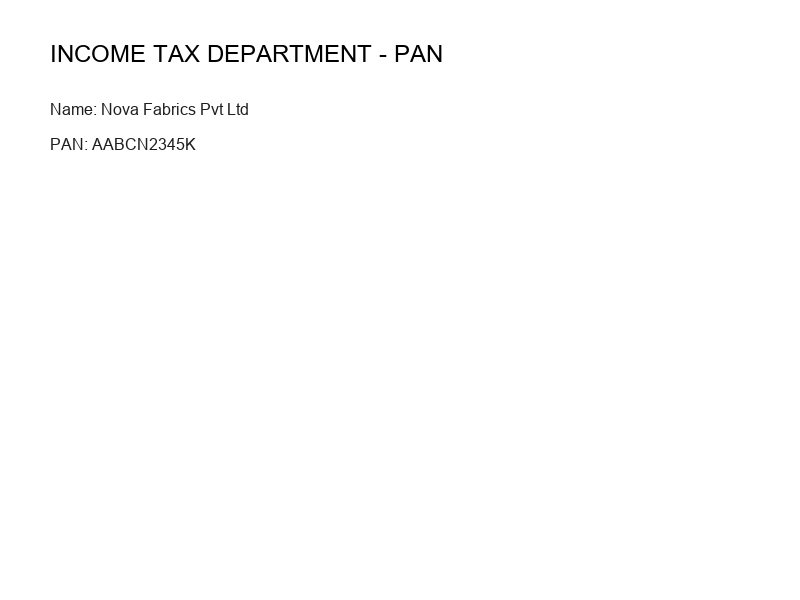 INCOME TAX DEPARTMENT - PAN
Name: Nova Fabrics Pvt Ltd
PAN: AABCN2345K